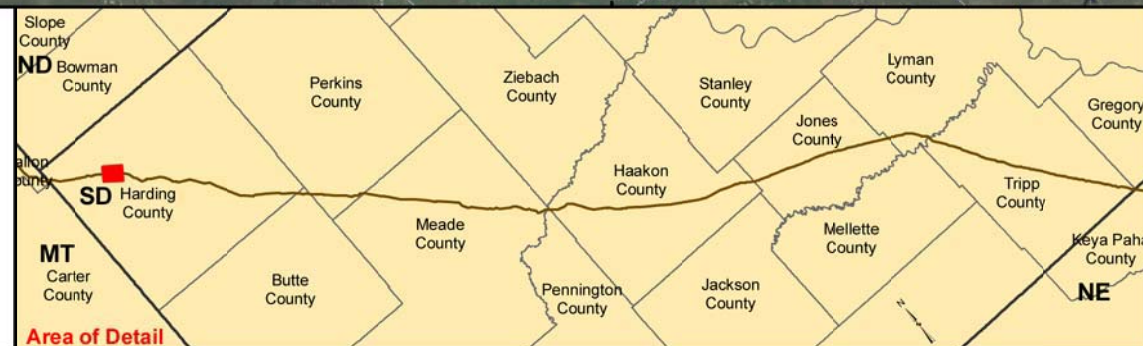 Slope
County
ND
Bowman
County
Perkins
County
Ziebach
County
Stanley
County
Lyman
County
Gregory
County
Jones
County
Haakon
County
SD
Harding
County
Tripp
County
Meade
County
Mellette
County
Keya Paha
County
MT
Carter
County
Butte
County
Pennington
County
Jackson
County
NE
N
Area of Detail